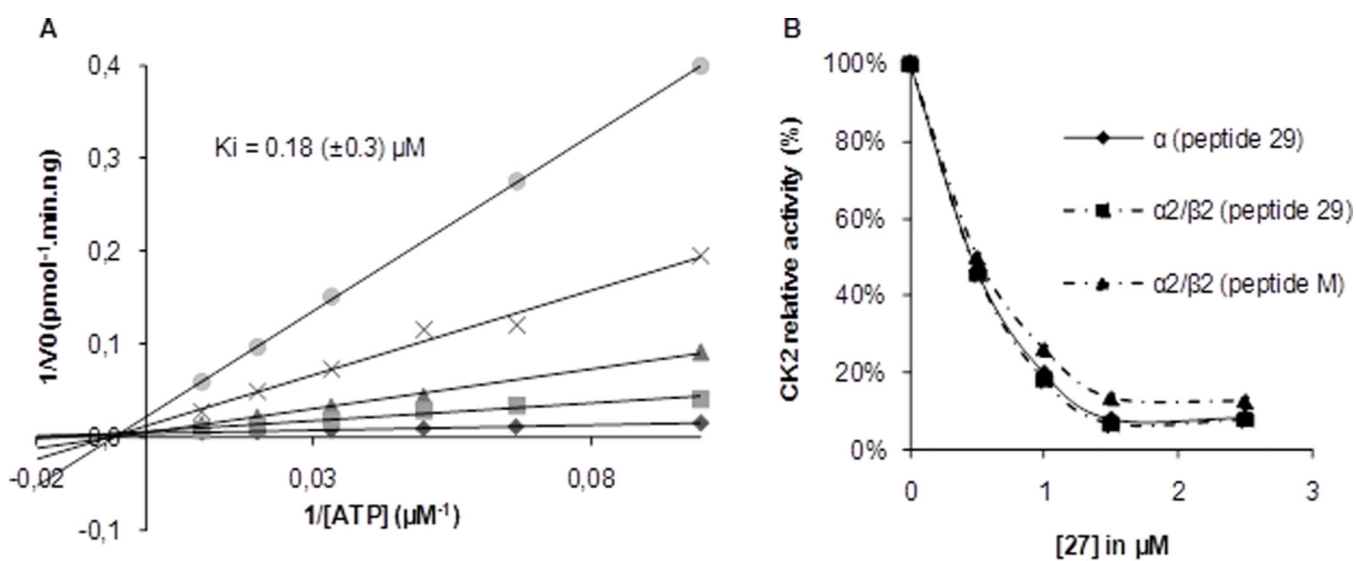 A
0,4
0,3
0,2
0,1
0,0
-0,1
-0,02
0,03
0,08
Ki = 0.18 (±0.3) µM
1/V0 (pmol⁻¹.min.ng)
1/[ATP] (µM⁻¹)
B
100%
80%
60%
40%
20%
0%
0
1
2
3
CK2 relative activity (%)
[27] in µM
α (peptide 29)
α2/β2 (peptide 29)
α2/β2 (peptide M)